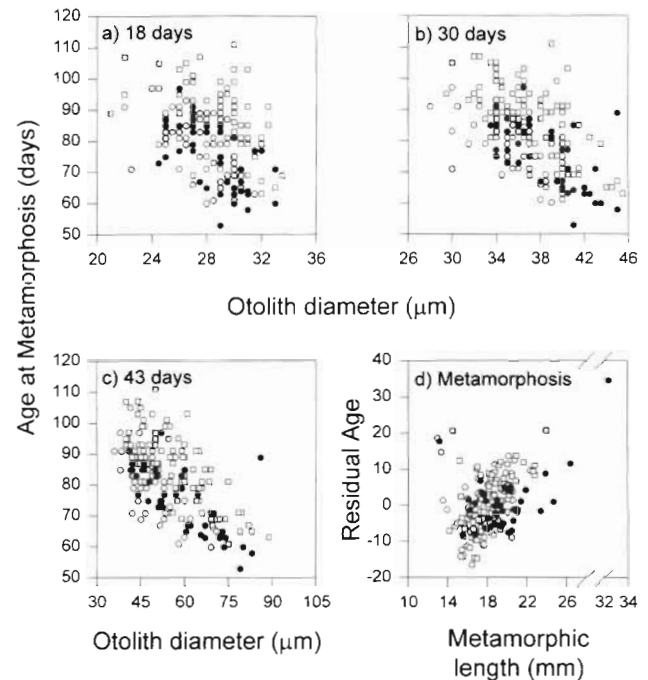 a) 18 days
120
110
100
90
80
70
60
50
20 24 28 32 36
b) 30 days
26 30 34 38 42 46
Age at Metamorphosis (days)
Otolith diameter (μm)
c) 43 days
120
110
100
90
80
70
60
50
30 45 60 75 90 105
Otolith diameter (μm)
d) Metamorphosis
40
30
20
10
0
-10
-20
Residual Age
10 14 18 22 26 32 34
Metamorphic
length (mm)